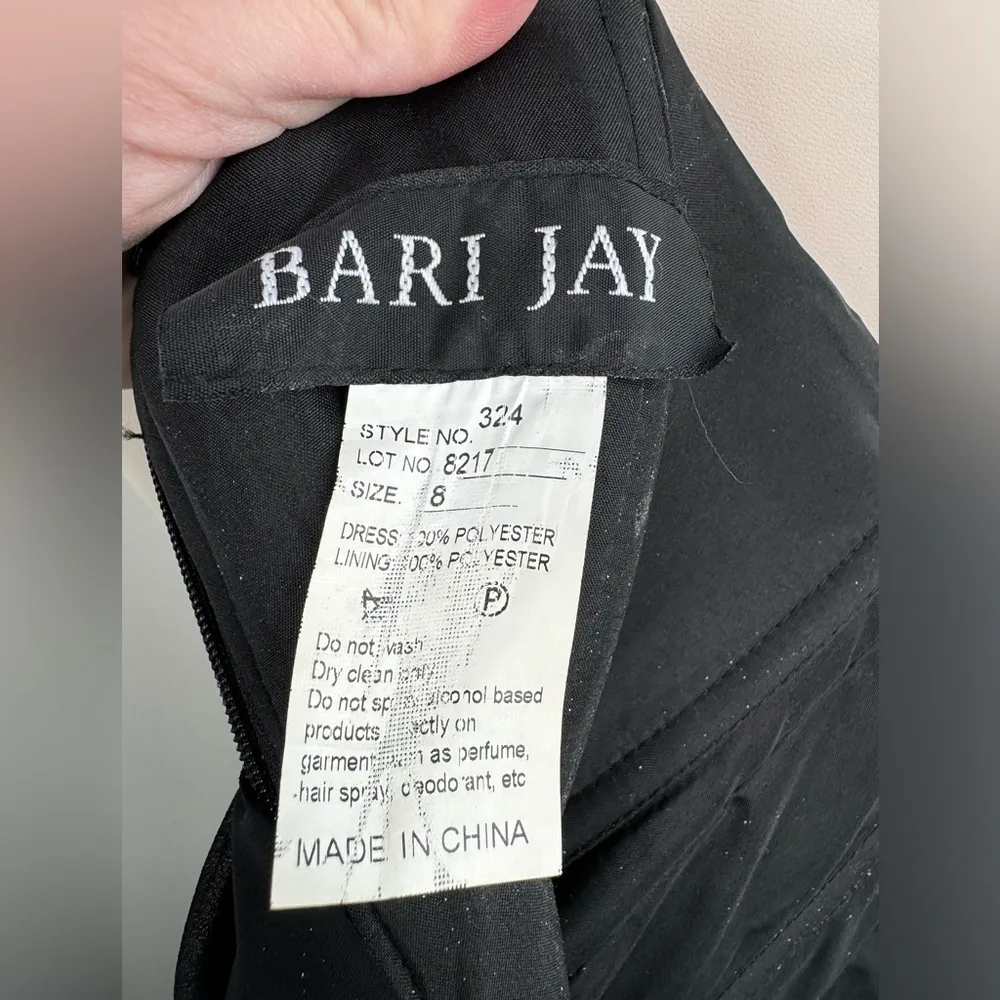 BARI JAY
STYLE NO. 324
LOT NO. 8217
SIZE. 8
DRESS: 100% POLYESTER
LINING: 100% POLYESTER
P
Do not wash
Dry clean only
Do not spray alcohol based
products directly on
garment such as perfume,
hair spray, deodorant, etc
MADE IN CHINA